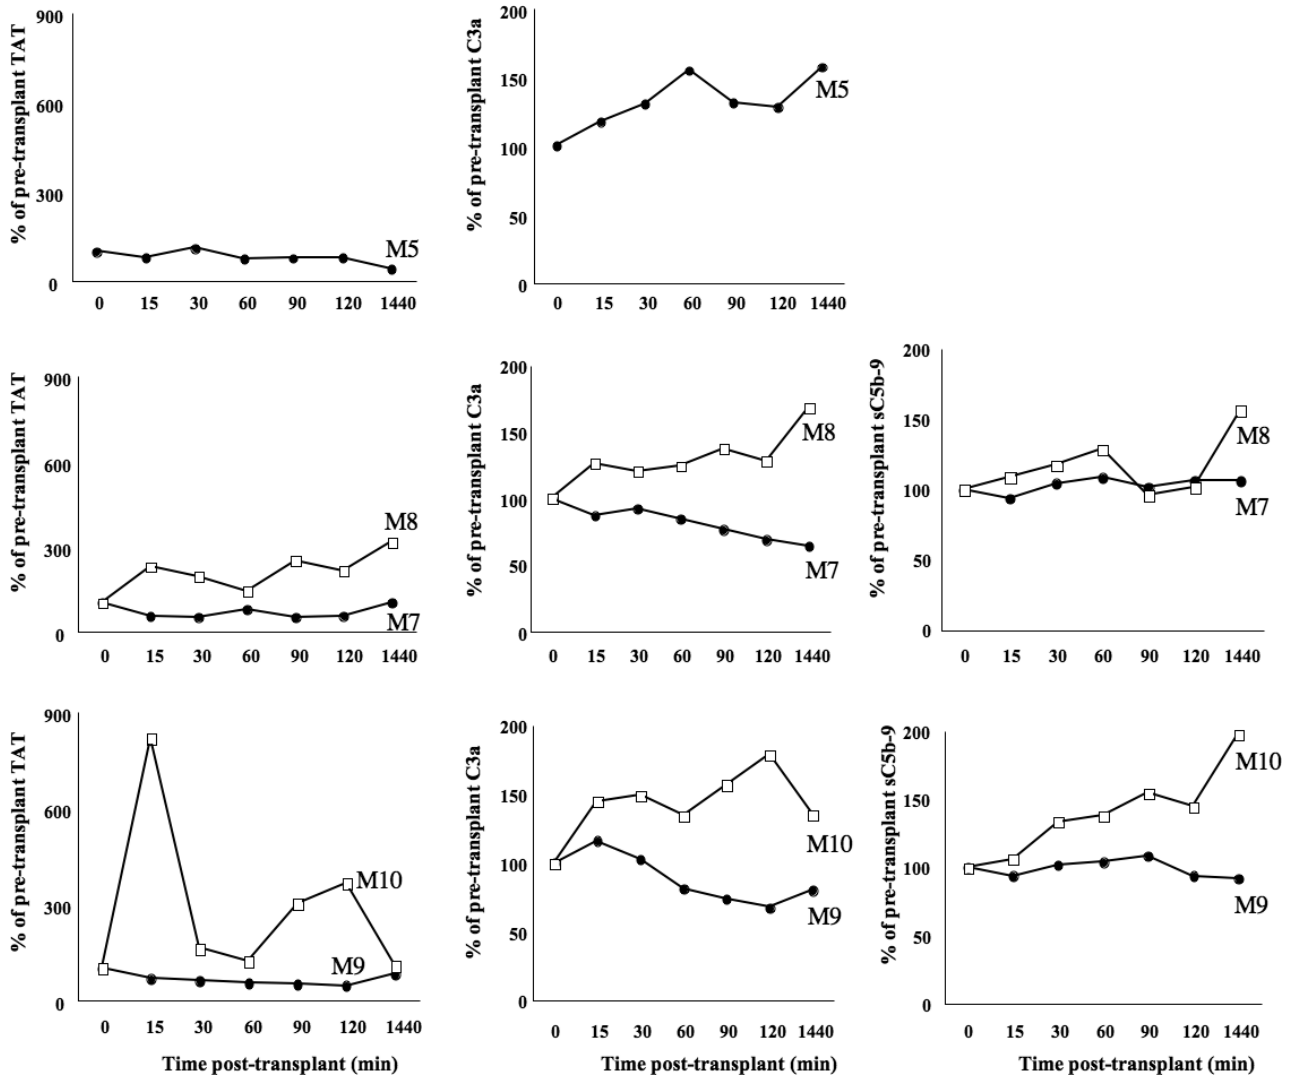 % of pre-transplant TAT
900
600
300
0
M5
0 15 30 60 90 120 1440
% of pre-transplant C3a
200
150
100
50
0
M5
0 15 30 60 90 120 1440
% of pre-transplant TAT
900
600
300
0
M8
M7
0 15 30 60 90 120 1440
% of pre-transplant C3a
200
150
100
50
0
M8
M7
0 15 30 60 90 120 1440
% of pre-transplant sC5b-9
200
150
100
50
0
M8
M7
0 15 30 60 90 120 1440
% of pre-transplant TAT
900
600
300
0
M10
M9
0 15 30 60 90 120 1440
Time post-transplant (min)
% of pre-transplant C3a
200
150
100
50
0
M10
M9
0 15 30 60 90 120 1440
Time post-transplant (min)
% of pre-transplant sC5b-9
200
150
100
50
0
M10
M9
0 15 30 60 90 120 1440
Time post-transplant (min)